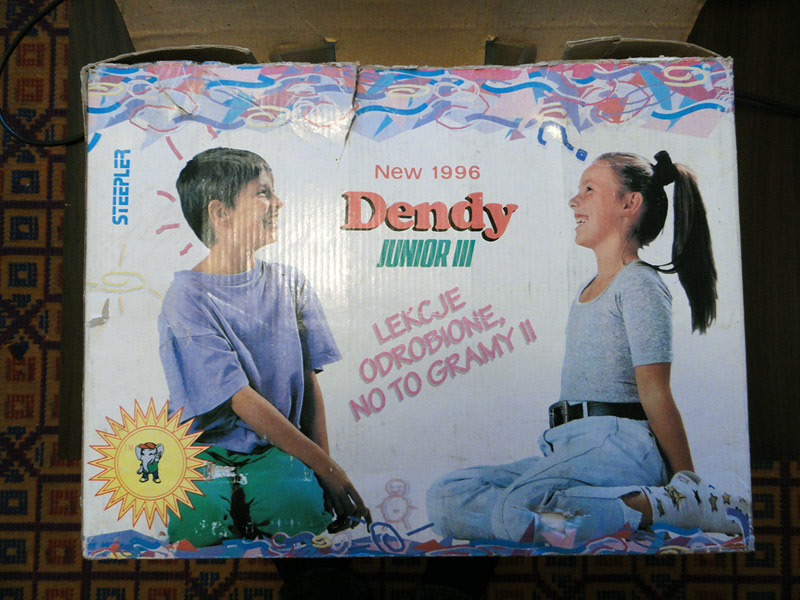 STEEPLER
New 1996
Dendy
JUNIOR III
LEKCJE
ODROBIONE,
NO TO GRAMY !!